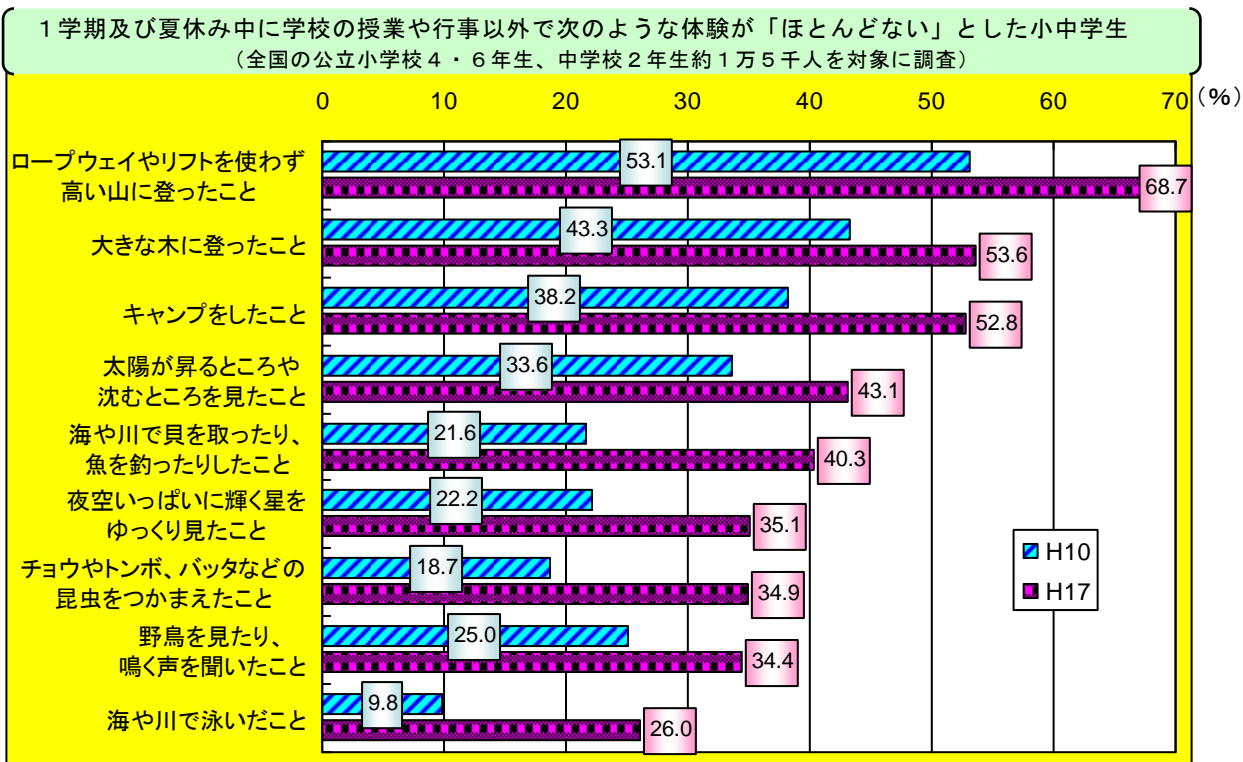 1学期及び夏休み中に学校の授業や行事以外で次のような体験が「ほとんどない」とした小中学生
(全国の公立小学校4・6年生、中学校2年生約1万5千人を対象に調査)
0 10 20 30 40 50 60 70 (%)
ロープウェイやリフトを使わず
高い山に登ったこと
53.1
68.7
大きな木に登ったこと
43.3
53.6
キャンプをしたこと
38.2
52.8
太陽が昇るところや
沈むところを見たこと
33.6
43.1
海や川で貝を取ったり、
魚を釣ったりしたこと
21.6
40.3
夜空いっぱいに輝く星を
ゆっくり見たこと
22.2
35.1
チョウやトンボ、バッタなどの
昆虫をつかまえたこと
18.7
34.9
野鳥を見たり、
鳴く声を聞いたこと
25.0
34.4
海や川で泳いだこと
9.8
26.0
H10
H17